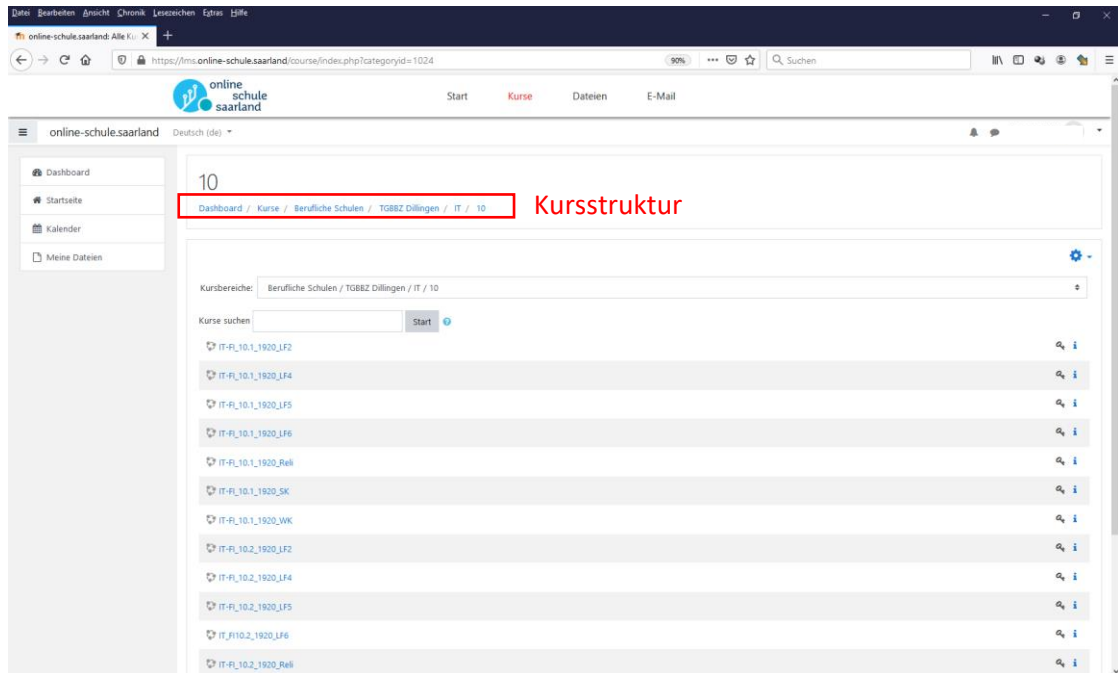 Datei Bearbeiten Ansicht Chronik Lesezeichen Extras Hilfe
online-schule.saarland: Alle Ku
https://lms.online-schule.saarland/course/index.php?categoryid=1024
90%
Suchen
online
schule
saarland
Start Kurse Dateien E-Mail
online-schule.saarland Deutsch (de)
Dashboard
Startseite
Kalender
Meine Dateien
10
Dashboard / Kurse / Berufliche Schulen / TGBBZ Dillingen / IT / 10
Kursstruktur
Kursbereiche: Berufliche Schulen / TGBBZ Dillingen / IT / 10
Kurse suchen Start
IT-FI_10.1_1920_LF2
IT-FI_10.1_1920_LF4
IT-FI_10.1_1920_LF5
IT-FI_10.1_1920_LF6
IT-FI_10.1_1920_Reli
IT-FI_10.1_1920_SK
IT-FI_10.1_1920_WK
IT-FI_10.2_1920_LF2
IT-FI_10.2_1920_LF4
IT-FI_10.2_1920_LF5
IT_FI10.2_1920_LF6
IT-FI_10.2_1920_Reli